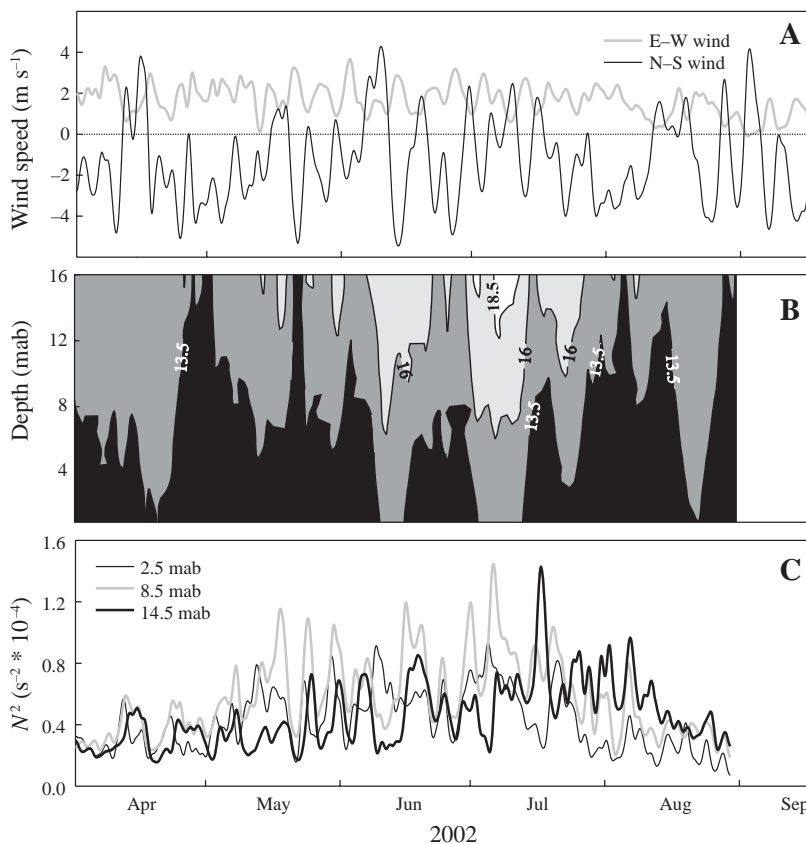 A
E–W wind
N–S wind
Wind speed (m s⁻¹)
4
2
0
–2
–4
B
Depth (mab)
16
12
8
4
13.5
16
18.5
16
13.5
16
13.5
13.5
C
2.5 mab
8.5 mab
14.5 mab
N² (s⁻² * 10⁻⁴)
1.6
1.2
0.8
0.4
0.0
Apr May Jun Jul Aug Sep
2002